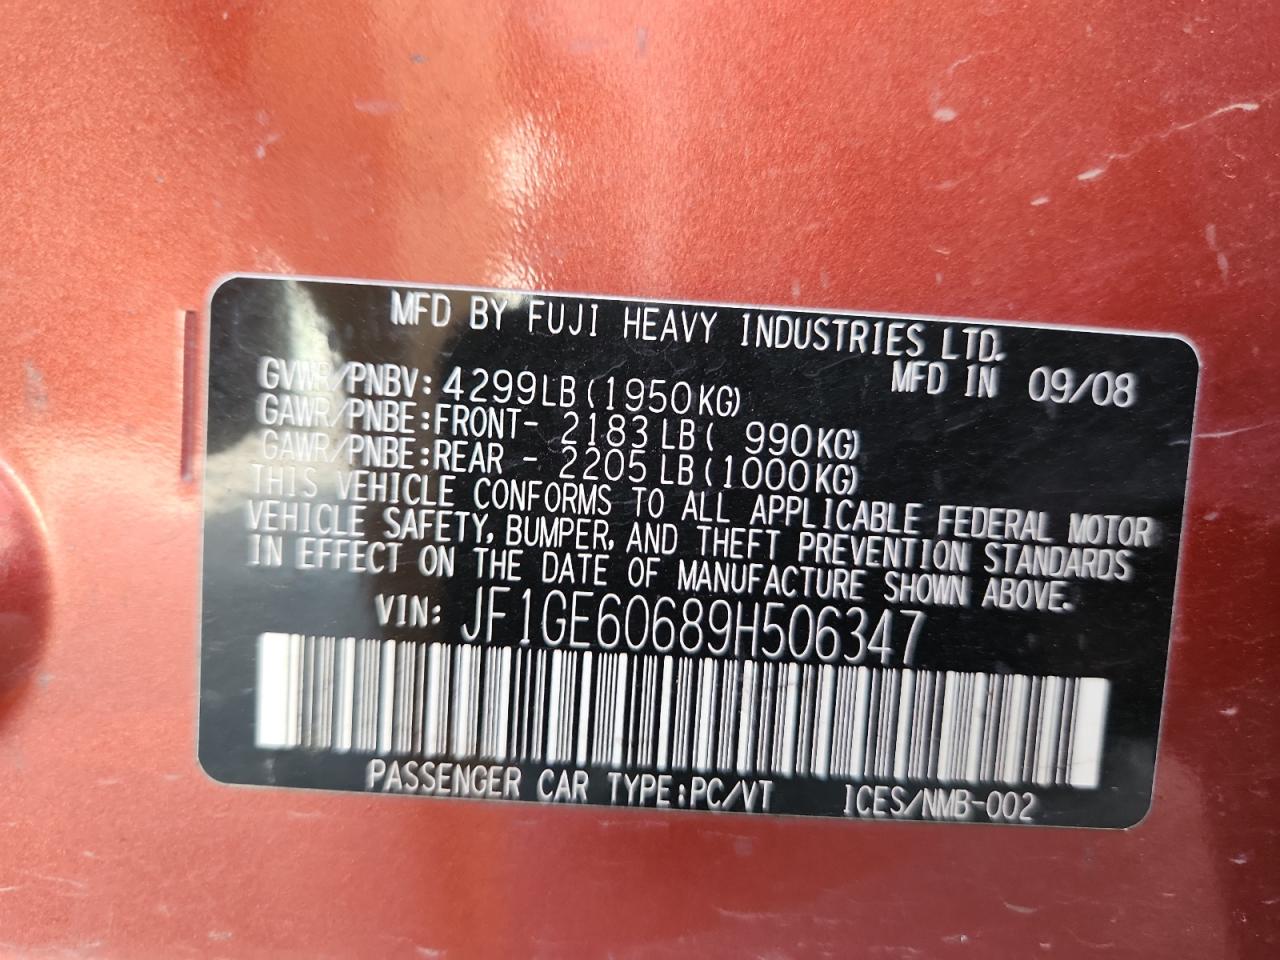 MFD BY FUJI HEAVY INDUSTRIES LTD.
MFD IN 09/08
GVWR/PNBV: 4299LB(1950KG)
GAWR/PNBE:FRONT- 2183LB( 990KG)
GAWR/PNBE:REAR - 2205LB(1000KG)
THIS VEHICLE CONFORMS TO ALL APPLICABLE FEDERAL MOTOR
VEHICLE SAFETY, BUMPER, AND THEFT PREVENTION STANDARDS
IN EFFECT ON THE DATE OF MANUFACTURE SHOWN ABOVE.
VIN: JF1GE60689H506347
PASSENGER CAR TYPE:PC/VT ICES/NMB-002